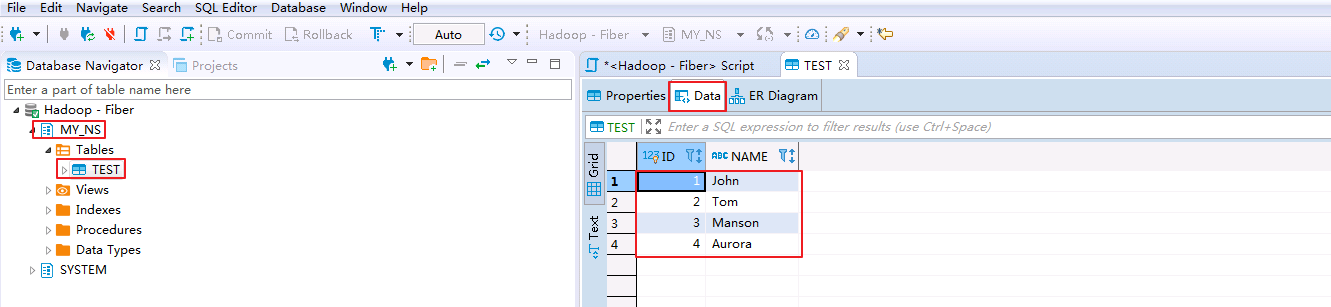 File Edit Navigate Search SQL Editor Database Window Help
Commit Rollback Auto Hadoop - Fiber MY_NS
Database Navigator Projects
Enter a part of table name here
Hadoop - Fiber
MY_NS
Tables
TEST
Views
Indexes
Procedures
Data Types
SYSTEM
*<Hadoop - Fiber> Script TEST
Properties Data ER Diagram
TEST Enter a SQL expression to filter results (use Ctrl+Space)
Grid
Text
123 ID ABC NAME
1 1 John
2 2 Tom
3 3 Manson
4 4 Aurora